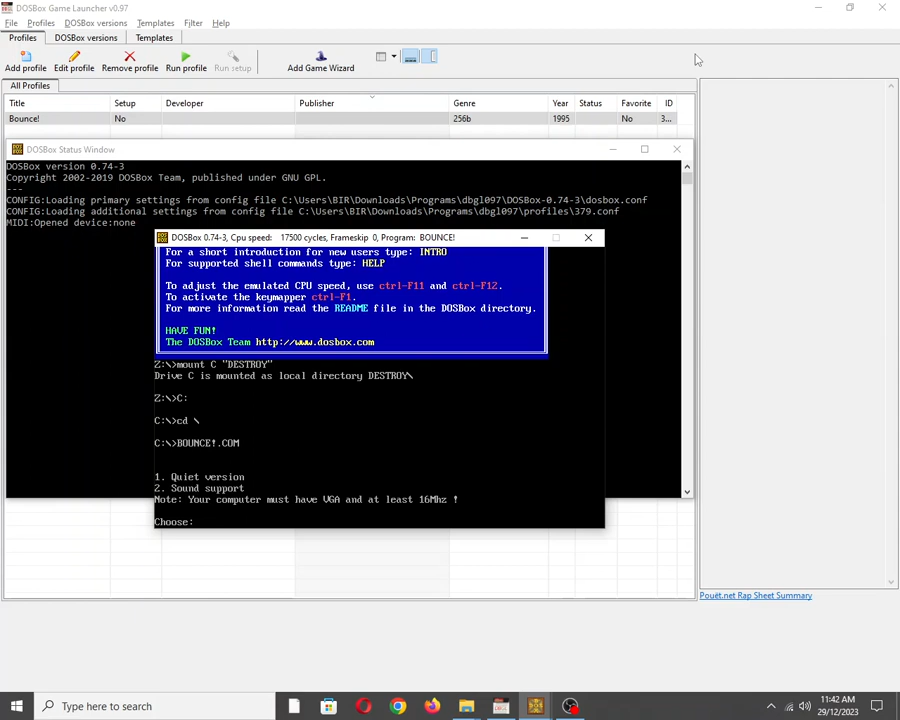 DOSBox Game Launcher v0.97
File Profiles DOSBox versions Templates Filter Help
Profiles DOSBox versions Templates
Add profile Edit profile Remove profile Run profile Run setup Add Game Wizard
All Profiles
Title Setup Developer Publisher Genre Year Status Favorite ID
Bounce! No 256b 1995 No 3...
DOSBox Status Window
DOSBox version 0.74-3
Copyright 2002-2019 DOSBox Team, published under GNU GPL.
---
CONFIG:Loading primary settings from config file C:\Users\BIR\Downloads\Programs\dbgl097\DOSBox-0.74-3\dosbox.conf
CONFIG:Loading additional settings from config file C:\Users\BIR\Downloads\Programs\dbgl097\profiles\379.conf
MIDI:Opened device:none
DOSBox 0.74-3, Cpu speed: 17500 cycles, Frameskip 0, Program: BOUNCE!
For a short introduction for new users type: INTRO
For supported shell commands type: HELP
To adjust the emulated CPU speed, use ctrl-F11 and ctrl-F12.
To activate the keymapper ctrl-F1.
For more information read the README file in the DOSBox directory.
HAVE FUN!
The DOSBox Team http://www.dosbox.com
Z:\>mount C "DESTROY"
Drive C is mounted as local directory DESTROY\
Z:\>C:
C:\>cd \
C:\>BOUNCE!.COM
1. Quiet version
2. Sound support
Note: Your computer must have VGA and at least 16Mhz !
Choose:
Pouët.net Rap Sheet Summary
Type here to search
11:42 AM
29/12/2023